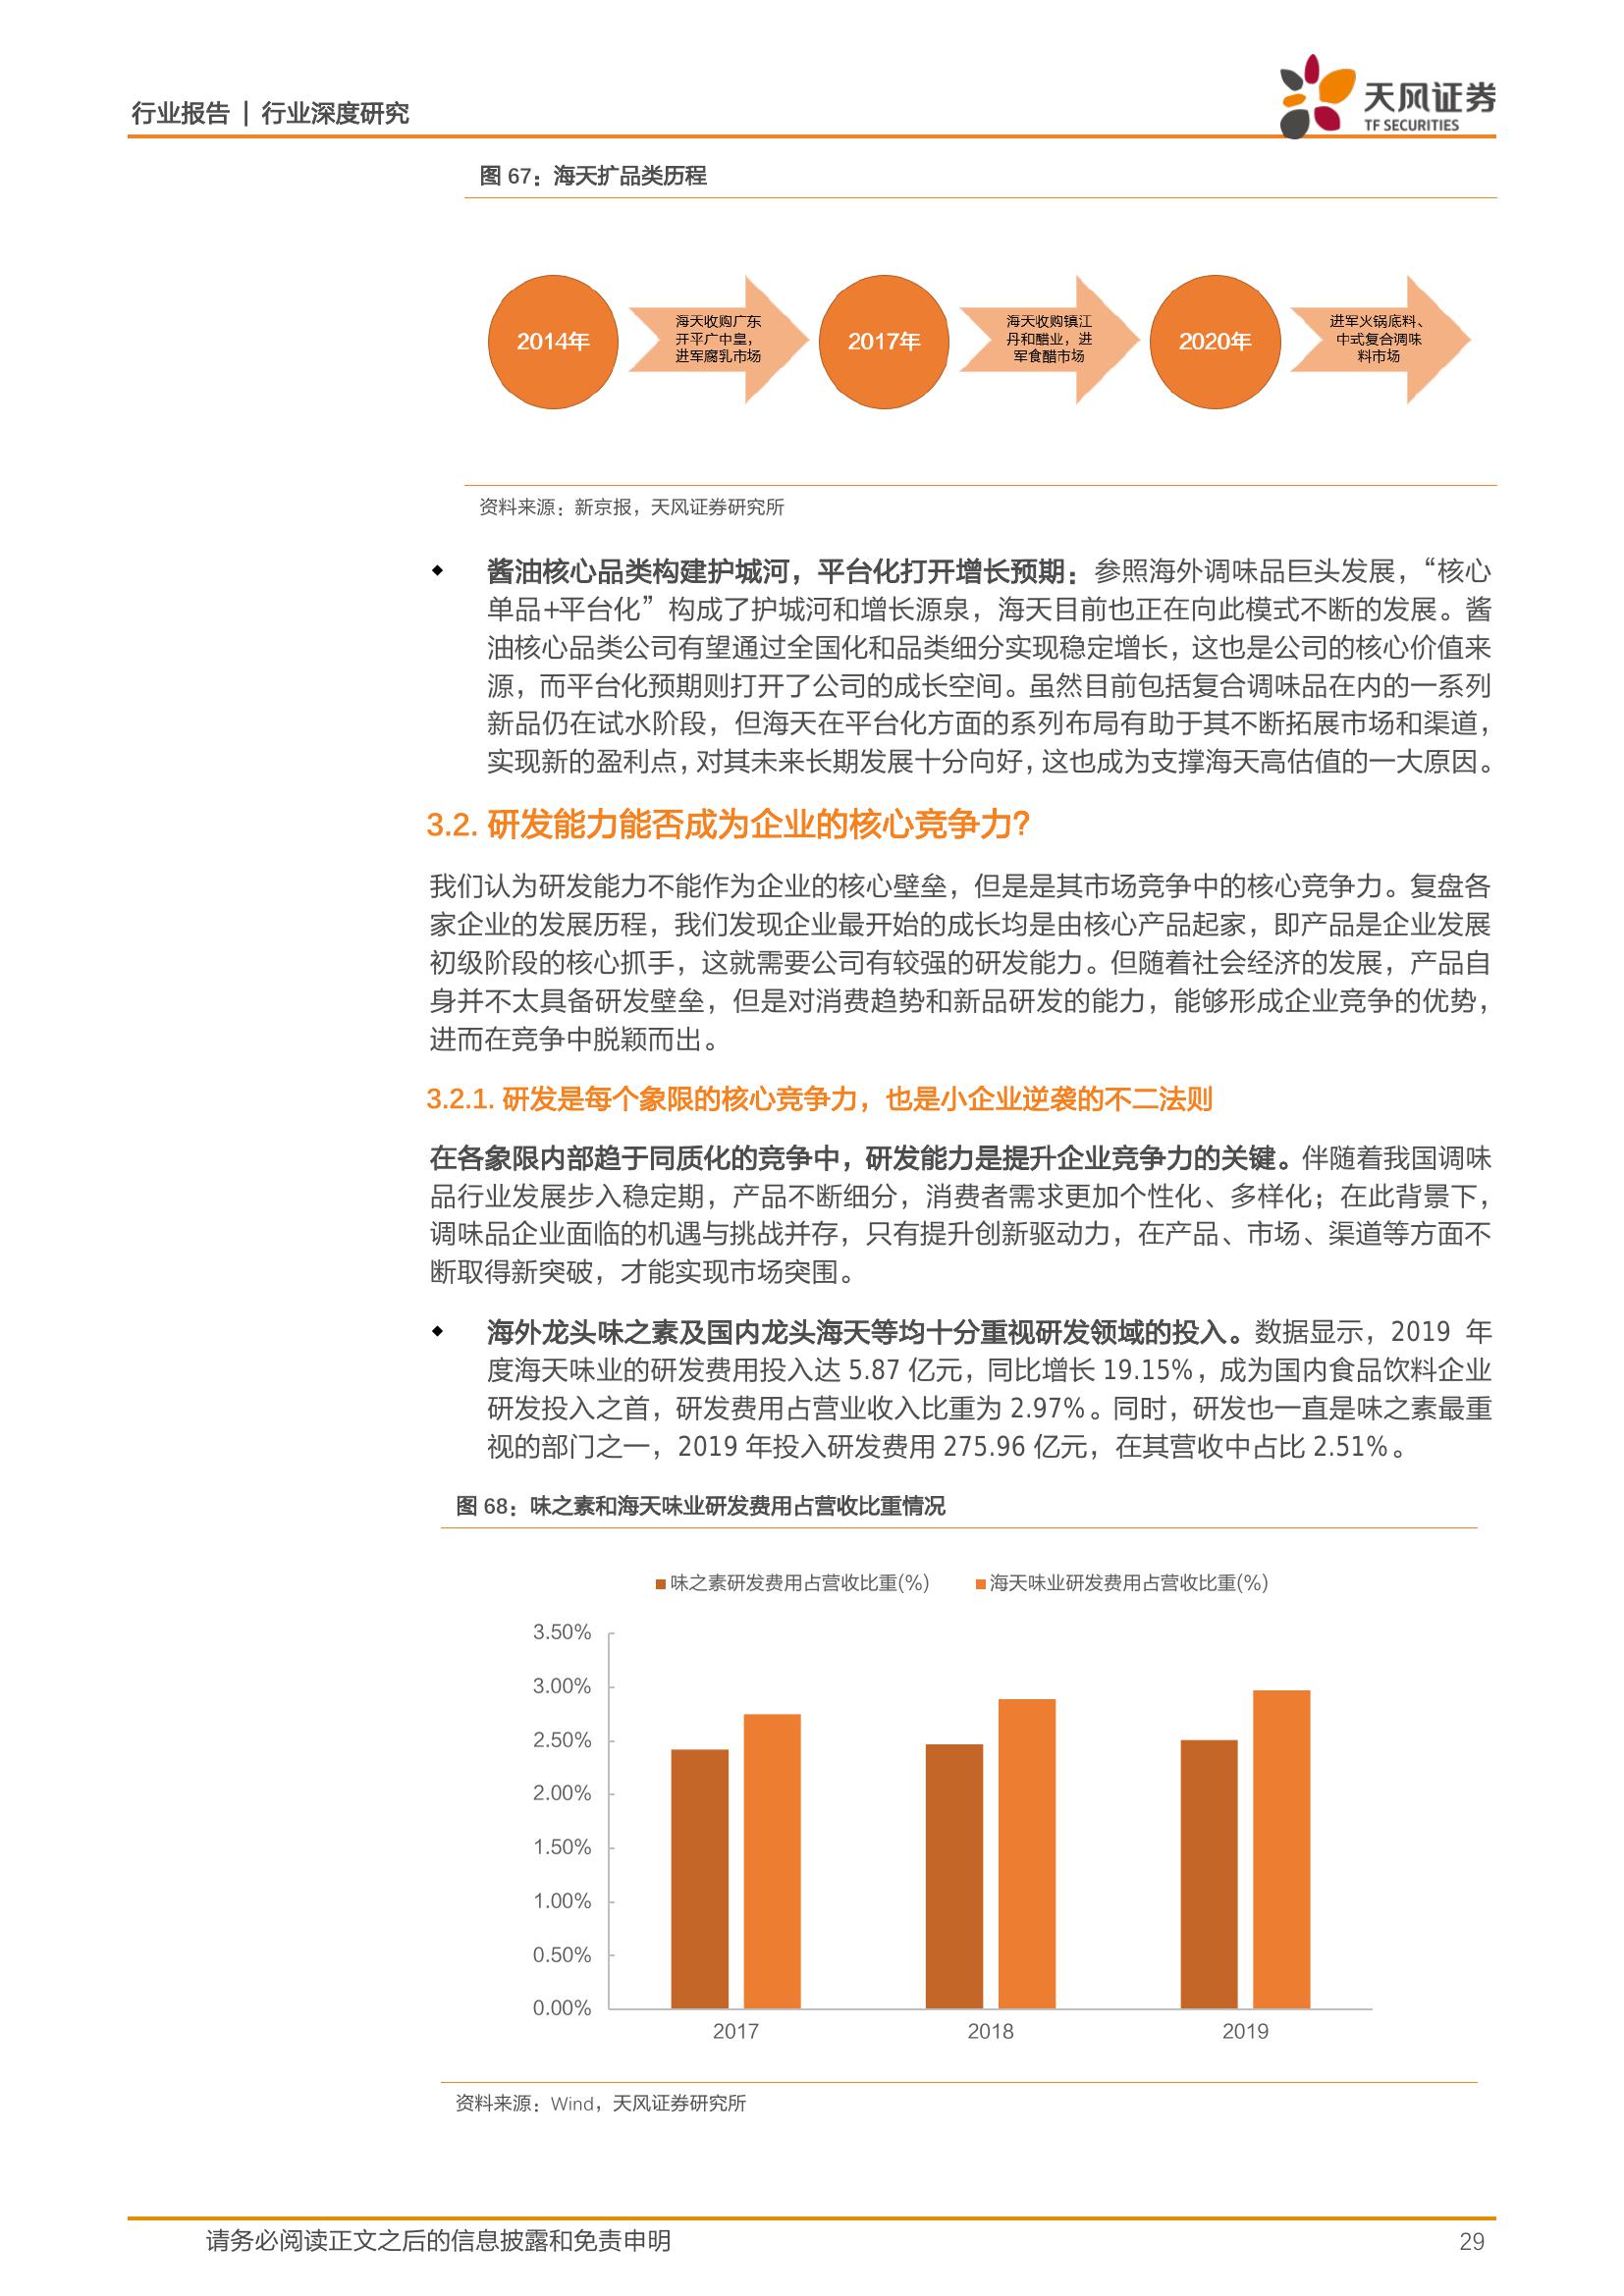 行业报告 | 行业深度研究
天风证券
TF SECURITIES
图 67：海天扩品类历程
2014年
海天收购广东
开平广中皇，
进军腐乳市场
2017年
海天收购镇江
丹和醋业，进
军食醋市场
2020年
进军火锅底料、
中式复合调味
料市场
资料来源：新京报，天风证券研究所
◆ 酱油核心品类构建护城河，平台化打开增长预期：参照海外调味品巨头发展，“核心
单品+平台化”构成了护城河和增长源泉，海天目前也正在向此模式不断的发展。酱
油核心品类公司有望通过全国化和品类细分实现稳定增长，这也是公司的核心价值来
源，而平台化预期则打开了公司的成长空间。虽然目前包括复合调味品在内的一系列
新品仍在试水阶段，但海天在平台化方面的系列布局有助于其不断拓展市场和渠道，
实现新的盈利点，对其未来长期发展十分向好，这也成为支撑海天高估值的一大原因。
3.2. 研发能力能否成为企业的核心竞争力？
我们认为研发能力不能作为企业的核心壁垒，但是是其市场竞争中的核心竞争力。复盘各
家企业的发展历程，我们发现企业最开始的成长均是由核心产品起家，即产品是企业发展
初级阶段的核心抓手，这就需要公司有较强的研发能力。但随着社会经济的发展，产品自
身并不太具备研发壁垒，但是对消费趋势和新品研发的能力，能够形成企业竞争的优势，
进而在竞争中脱颖而出。
3.2.1. 研发是每个象限的核心竞争力，也是小企业逆袭的不二法则
在各象限内部趋于同质化的竞争中，研发能力是提升企业竞争力的关键。伴随着我国调味
品行业发展步入稳定期，产品不断细分，消费者需求更加个性化、多样化；在此背景下，
调味品企业面临的机遇与挑战并存，只有提升创新驱动力，在产品、市场、渠道等方面不
断取得新突破，才能实现市场突围。
◆ 海外龙头味之素及国内龙头海天等均十分重视研发领域的投入。数据显示，2019 年
度海天味业的研发费用投入达 5.87 亿元，同比增长 19.15%，成为国内食品饮料企业
研发投入之首，研发费用占营业收入比重为 2.97%。同时，研发也一直是味之素最重
视的部门之一，2019 年投入研发费用 275.96 亿元，在其营收中占比 2.51%。
图 68：味之素和海天味业研发费用占营收比重情况
味之素研发费用占营收比重(%) 海天味业研发费用占营收比重(%)
3.50%
3.00%
2.50%
2.00%
1.50%
1.00%
0.50%
0.00%
2017 2018 2019
资料来源：Wind，天风证券研究所
请务必阅读正文之后的信息披露和免责申明 29